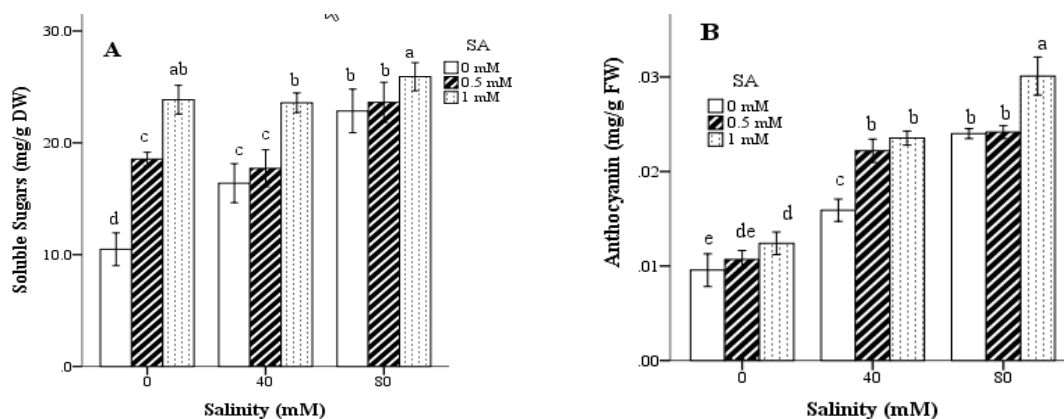 A
Soluble Sugars (mg/g DW)
30.0
20.0
10.0
.0
d
c
ab
c
c
b
b
b
a
SA
0 mM
0.5 mM
1 mM
0
40
80
Salinity (mM)
B
Anthocyanin (mg/g FW)
.03
.02
.01
.00
SA
0 mM
0.5 mM
1 mM
e
de
d
c
b
b
b
b
a
0
40
80
Salinity (mM)